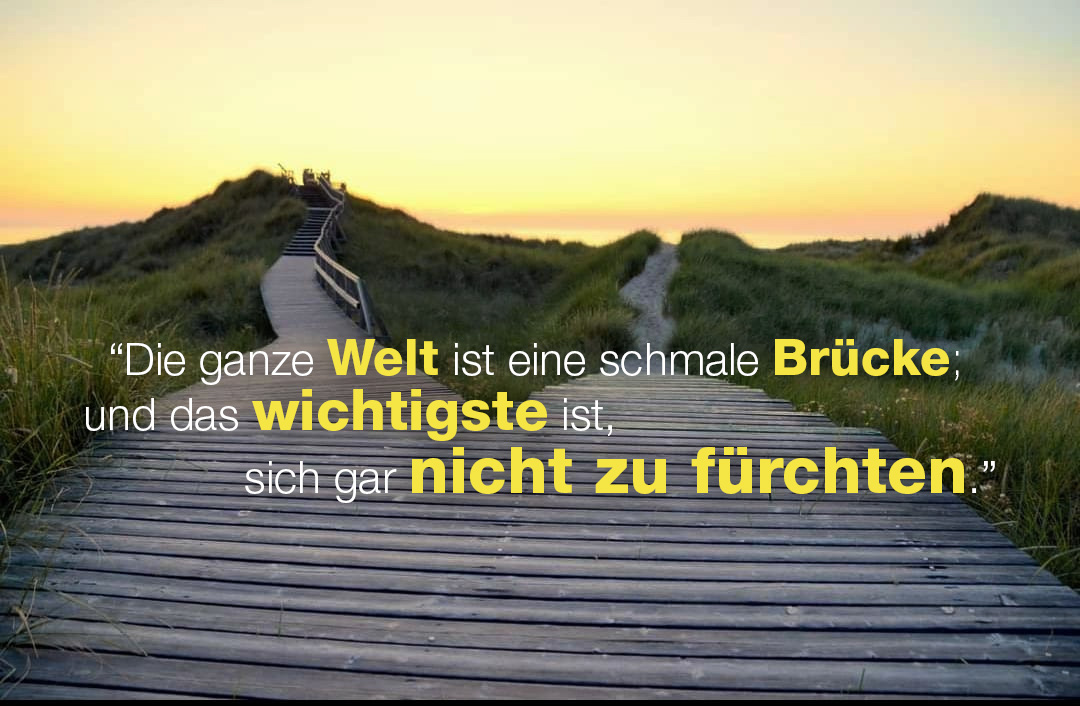 “Die ganze Welt ist eine schmale Brücke;
und das wichtigste ist,
sich gar nicht zu fürchten.”